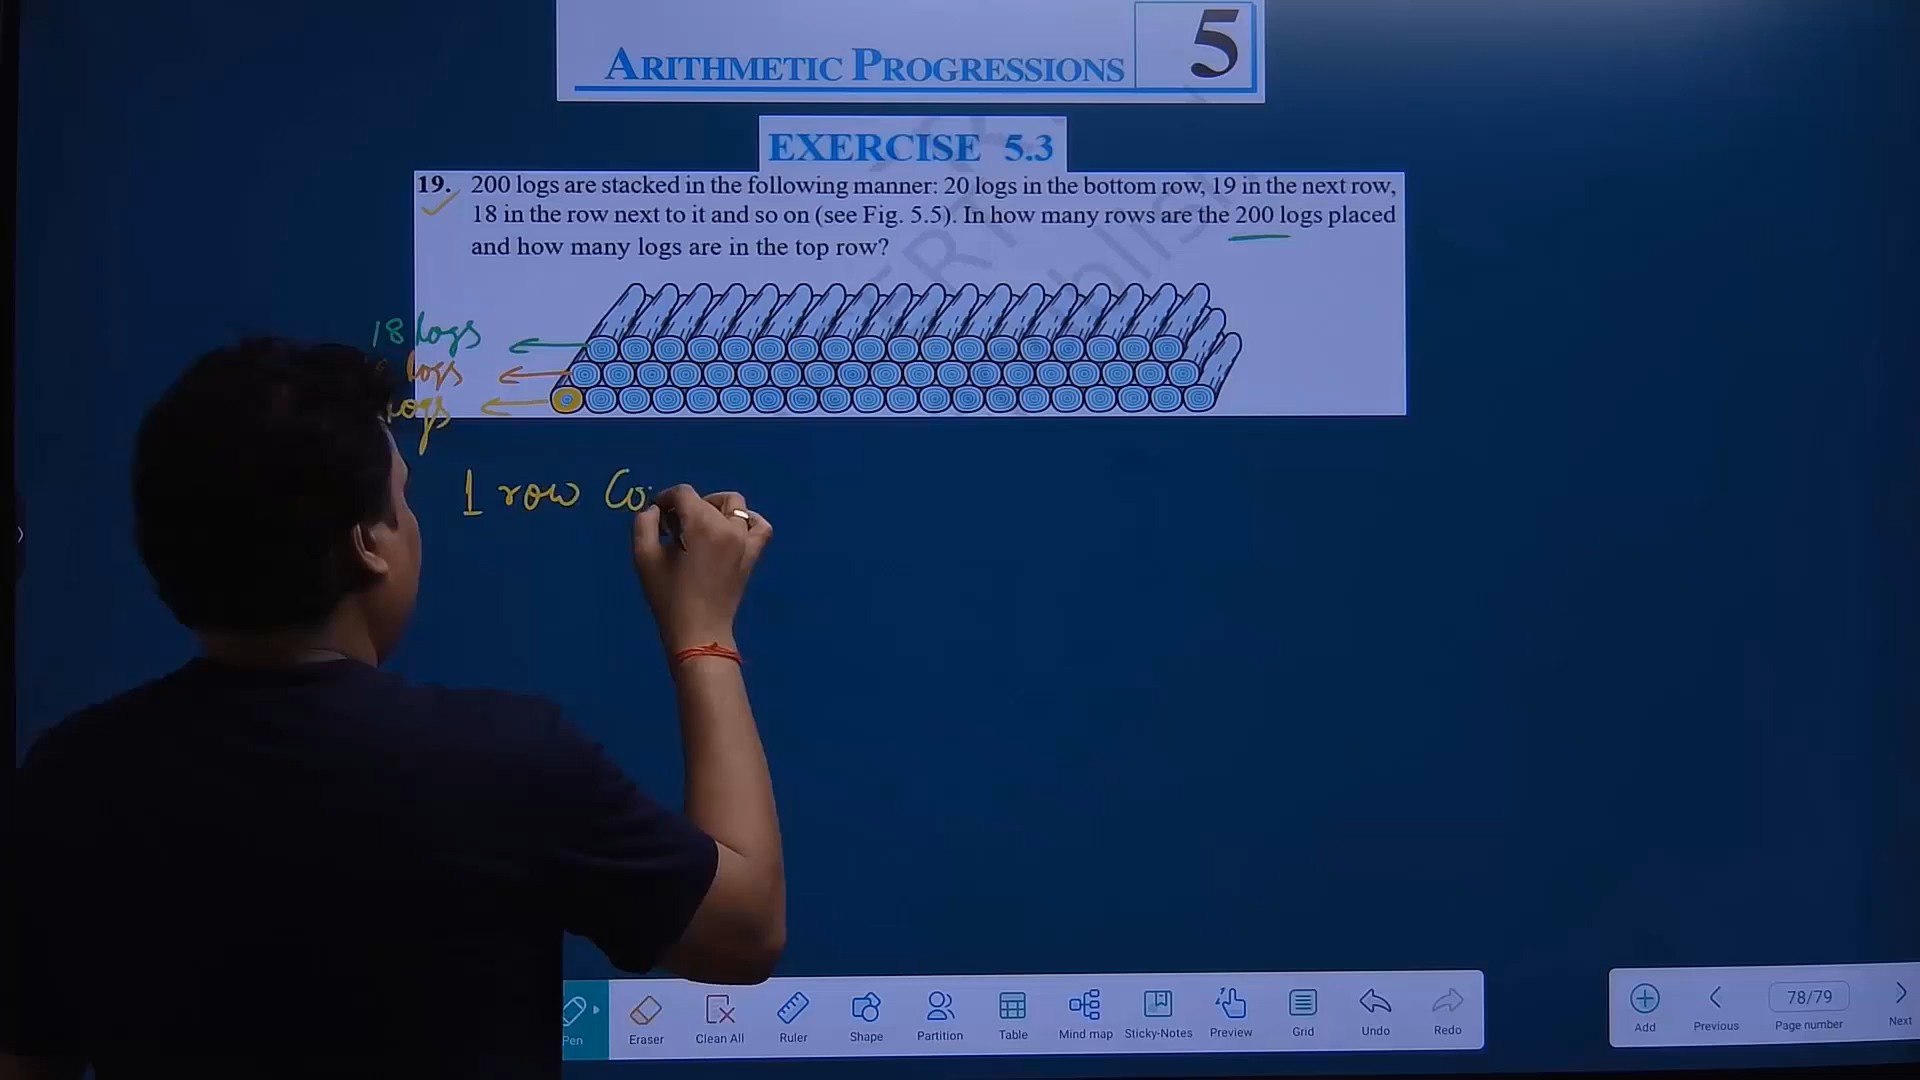 ARITHMETIC PROGRESSIONS 5
EXERCISE 5.3
19. 200 logs are stacked in the following manner: 20 logs in the bottom row, 19 in the next row,
18 in the row next to it and so on (see Fig. 5.5). In how many rows are the 200 logs placed
and how many logs are in the top row?
18 logs
logs
logs
1 row Co
Pen Eraser Clean All Ruler Shape Partition Table Mind map Sticky-Notes Preview Grid Undo Redo
Add Previous 78/79 Page number Next